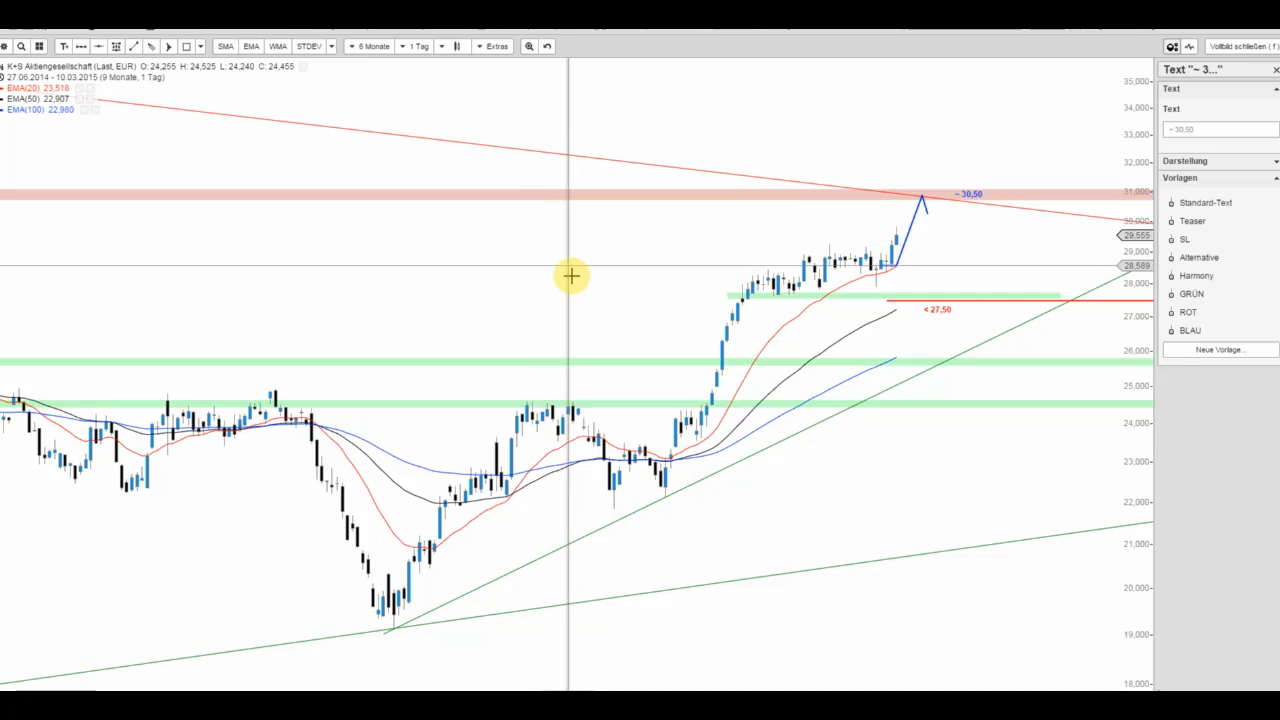 T+ SMA EMA WMA STDEV 6 Monate 1 Tag Extras Vollbild schließen ( f )
K+S Aktiengesellschaft (Last, EUR) O: 24,255 H: 24,525 L: 24,240 C: 24,455
27.06.2014 - 10.03.2015 (9 Monate, 1 Tag)
EMA(20) 23,518
EMA(50) 22,907
EMA(100) 22,980
~ 30,50
< 27,50
35,000
34,000
33,000
32,000
31,000
30,000
29,555
29,000
28,589
28,000
27,000
26,000
25,000
24,000
23,000
22,000
21,000
20,000
19,000
18,000
Text "~ 3..."
Text
Text
~ 30,50
Darstellung
Vorlagen
Standard-Text
Teaser
SL
Alternative
Harmony
GRÜN
ROT
BLAU
Neue Vorlage...